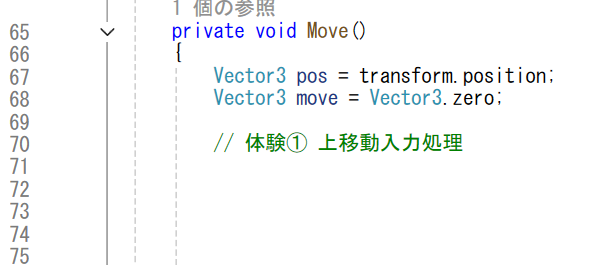 1 個の参照
65 private void Move()
66 {
67 Vector3 pos = transform.position;
68 Vector3 move = Vector3.zero;
69
70 // 体験① 上移動入力処理
71
72
73
74
75